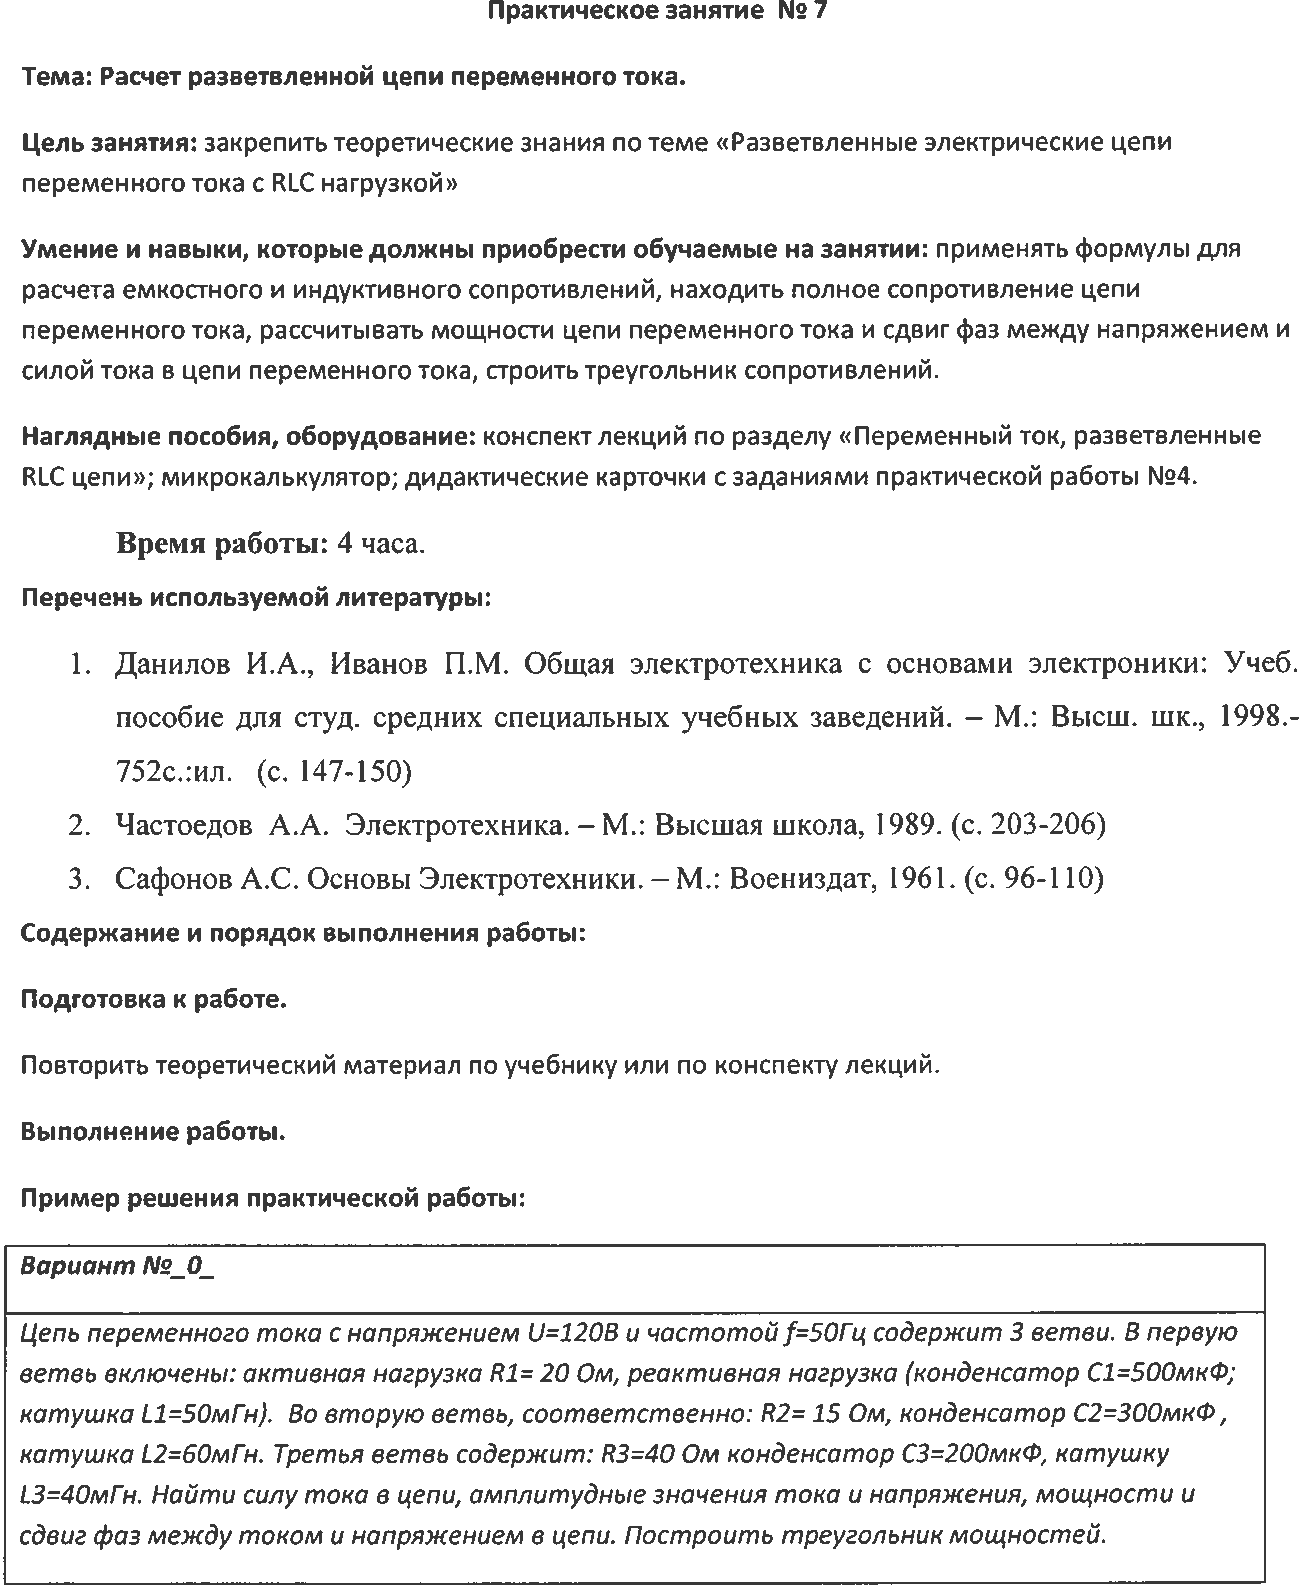 Практическое занятие № 7
Тема: Расчет разветвленной цепи переменного тока.
Цель занятия: закрепить теоретические знания по теме «Разветвленные электрические цепи
переменного тока с RLC нагрузкой»
Умение и навыки, которые должны приобрести обучаемые на занятии: применять формулы для
расчета емкостного и индуктивного сопротивлений, находить полное сопротивление цепи
переменного тока, рассчитывать мощности цепи переменного тока и сдвиг фаз между напряжением и
силой тока в цепи переменного тока, строить треугольник сопротивлений.
Наглядные пособия, оборудование: конспект лекций по разделу «Переменный ток, разветвленные
RLC цепи»; микрокалькулятор; дидактические карточки с заданиями практической работы №4.
Время работы: 4 часа.
Перечень используемой литературы:
1. Данилов И.А., Иванов П.М. Общая электротехника с основами электроники: Учеб.
пособие для студ. средних специальных учебных заведений. – М.: Высш. шк., 1998.-
752с.:ил. (с. 147-150)
2. Частоедов А.А. Электротехника. – М.: Высшая школа, 1989. (с. 203-206)
3. Сафонов А.С. Основы Электротехники. – М.: Воениздат, 1961. (с. 96-110)
Содержание и порядок выполнения работы:
Подготовка к работе.
Повторить теоретический материал по учебнику или по конспекту лекций.
Выполнение работы.
Пример решения практической работы:
Вариант №_0_
Цепь переменного тока с напряжением U=120В и частотой f=50Гц содержит 3 ветви. В первую
ветвь включены: активная нагрузка R1= 20 Ом, реактивная нагрузка (конденсатор С1=500мкФ;
катушка L1=50мГн). Во вторую ветвь, соответственно: R2= 15 Ом, конденсатор С2=300мкФ,
катушка L2=60мГн. Третья ветвь содержит: R3=40 Ом конденсатор С3=200мкФ, катушку
L3=40мГн. Найти силу тока в цепи, амплитудные значения тока и напряжения, мощности и
сдвиг фаз между током и напряжением в цепи. Построить треугольник мощностей.